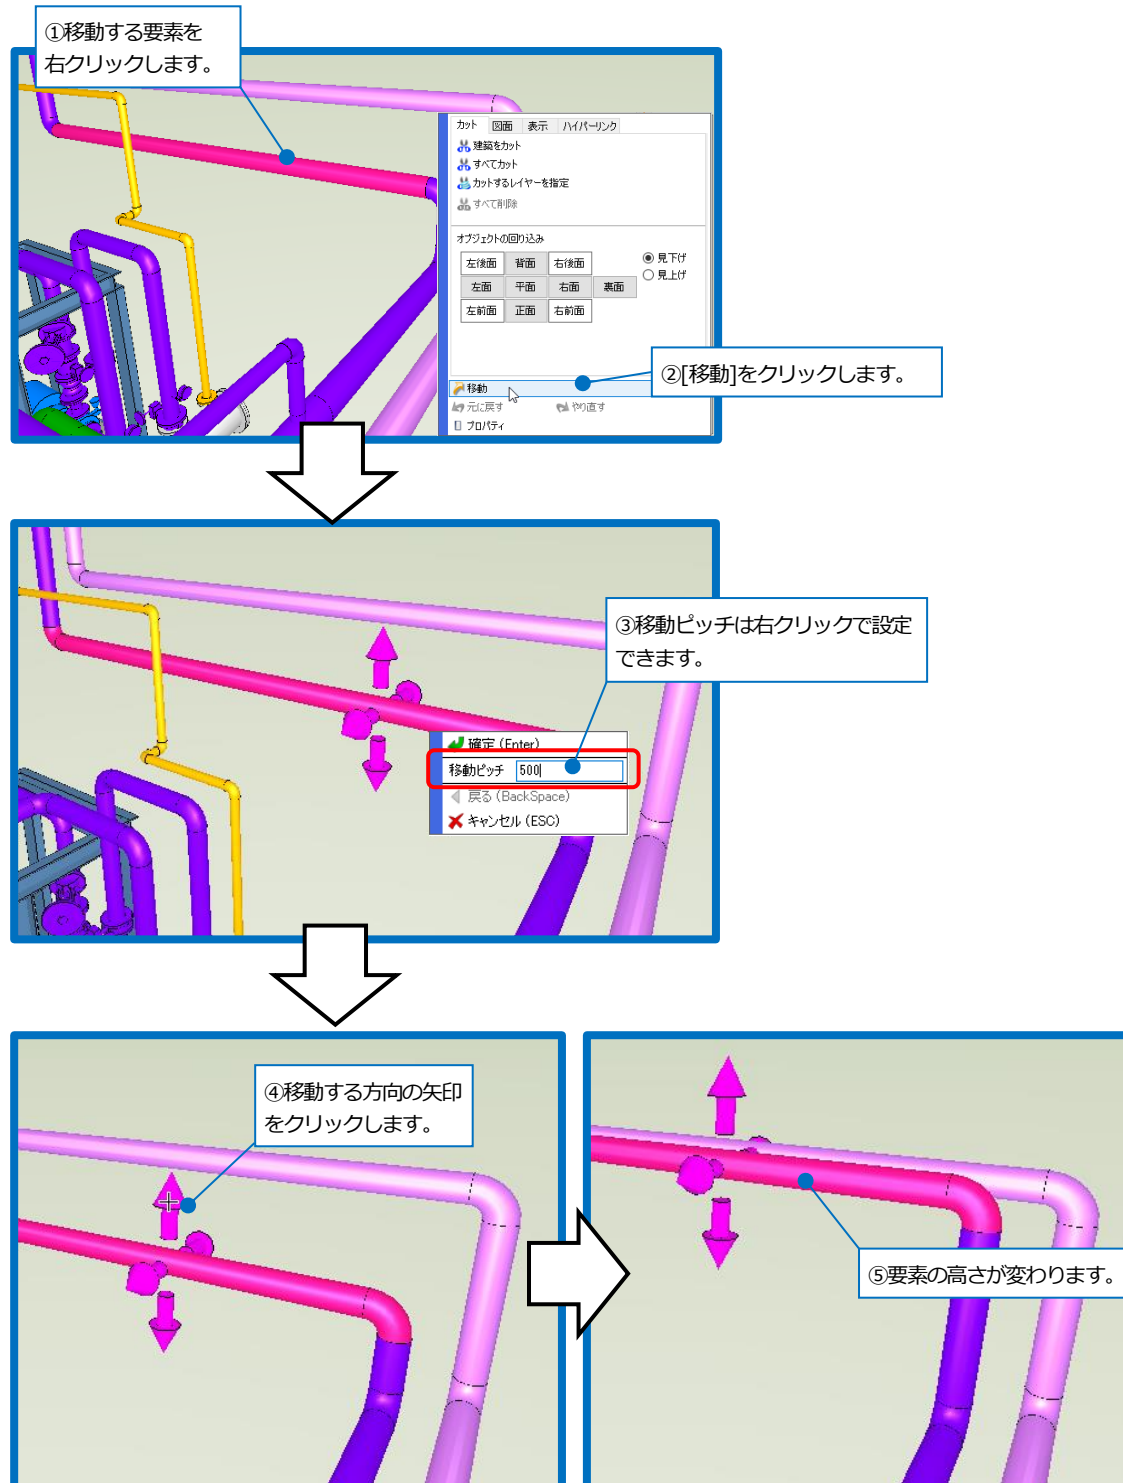 ①移動する要素を
右クリックします。
カット 図面 表示 ハイパーリンク
建築をカット
すべてカット
カットするレイヤーを指定
すべて削除
オブジェクトの回り込み
左後面 背面 右後面 見下げ
見上げ
左面 平面 右面 裏面
左前面 正面 右前面
②[移動]をクリックします。
移動
元に戻す やり直す
プロパティ
③移動ピッチは右クリックで設定
できます。
確定 (Enter)
移動ピッチ 500
戻る (BackSpace)
キャンセル (ESC)
④移動する方向の矢印
をクリックします。
⑤要素の高さが変わります。